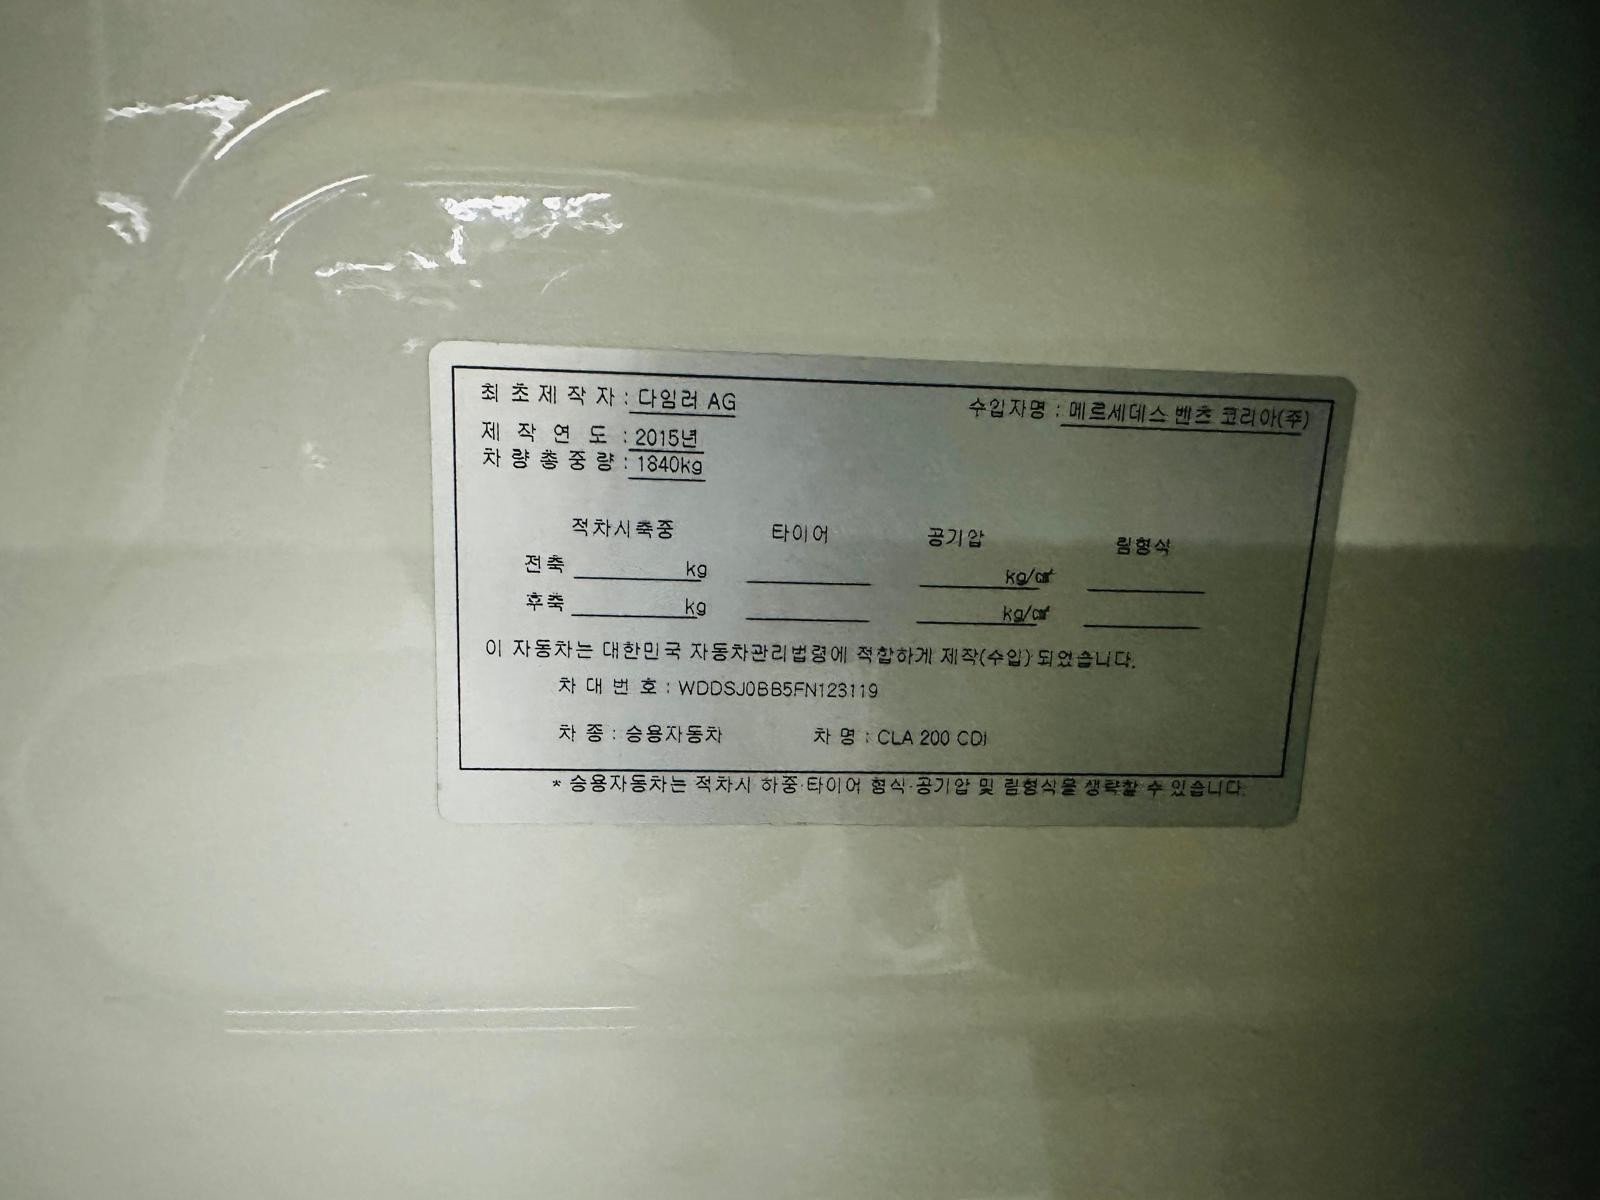 최초제작자 : 다임러 AG 수입자명 : 메르세데스 벤츠 코리아(주)
제작연도 : 2015년
차량총중량 : 1840kg
적차시축중 타이어 공기압 림형식
전축 kg kg/㎠
후축 kg kg/㎠
이 자동차는 대한민국 자동차관리법령에 적합하게 제작(수입) 되었습니다.
차대번호 : WDDSJ0BB5FN123119
차종 : 승용자동차 차명 : CLA 200 CDI
* 승용자동차는 적차시 하중·타이어 형식·공기압 및 림형식을 생략할 수 있습니다.